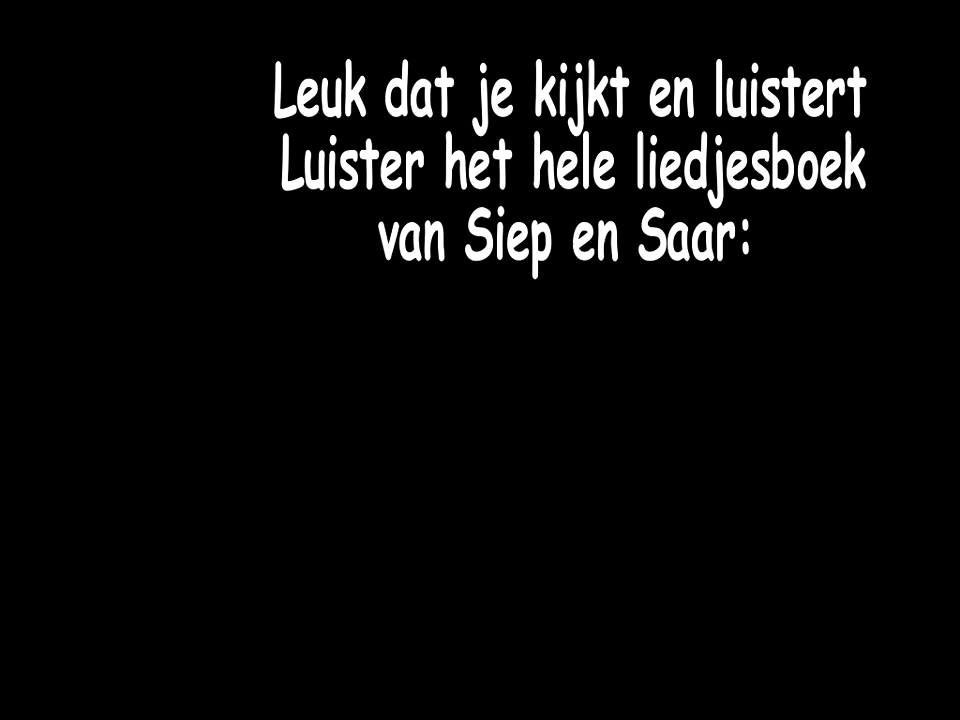 Leuk dat je kijkt en luistert
Luister het hele liedjesboek
van Siep en Saar: